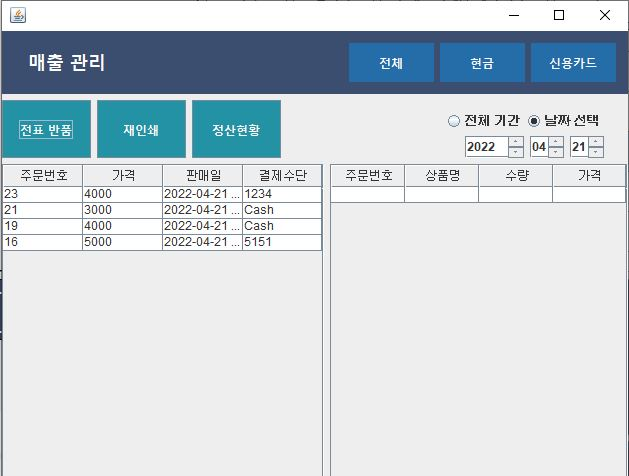 매출 관리 전체 현금 신용카드
전표 반품 재인쇄 정산현황
전체 기간 날짜 선택
2022 04 21
주문번호 가격 판매일 결제수단
23 4000 2022-04-21 ... 1234
21 3000 2022-04-21 ... Cash
19 4000 2022-04-21 ... Cash
16 5000 2022-04-21 ... 5151
주문번호 상품명 수량 가격